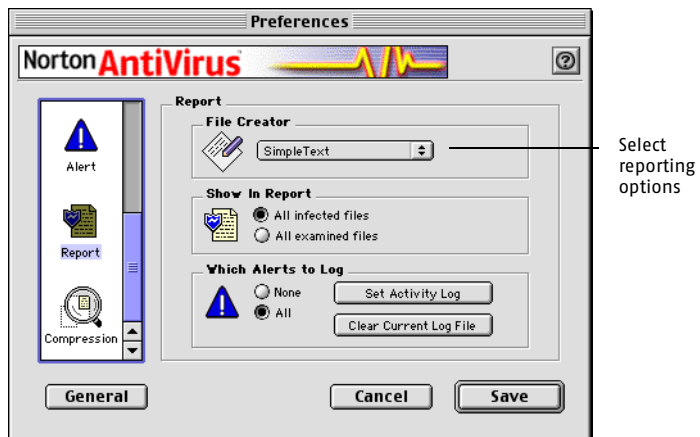 Preferences
Norton AntiVirus
?
Alert
Report
Compression
Report
File Creator
SimpleText
Show In Report
All infected files
All examined files
Which Alerts to Log
None
All
Set Activity Log
Clear Current Log File
General
Cancel
Save
Select
reporting
options